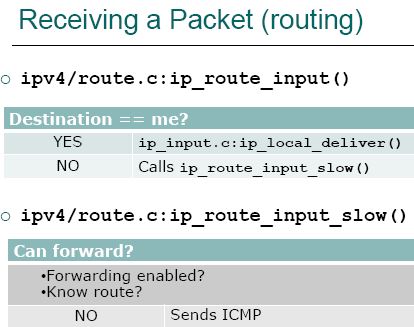 Receiving a Packet (routing)
ipv4/route.c:ip_route_input()
Destination == me?
YES ip_input.c:ip_local_deliver()
NO Calls ip_route_input_slow()
ipv4/route.c:ip_route_input_slow()
Can forward?
•Forwarding enabled?
•Know route?
NO Sends ICMP